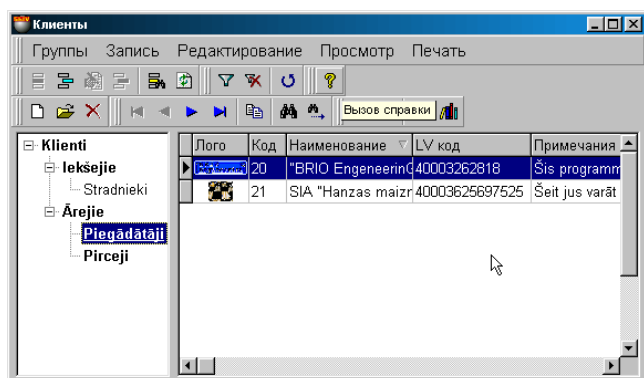 Клиенты
Группы Запись Редактирование Просмотр Печать
Вызов справки
Klienti
Iekšejie
Stradnieki
Ārejie
Piegādātāji
Pirceji
Лого Код Наименование LV код Примечания
20 "BRIO EngeneerinG 40003262818 Šis programm
21 SIA "Hanzas maizr 40003625697525 Šeit jus varāt